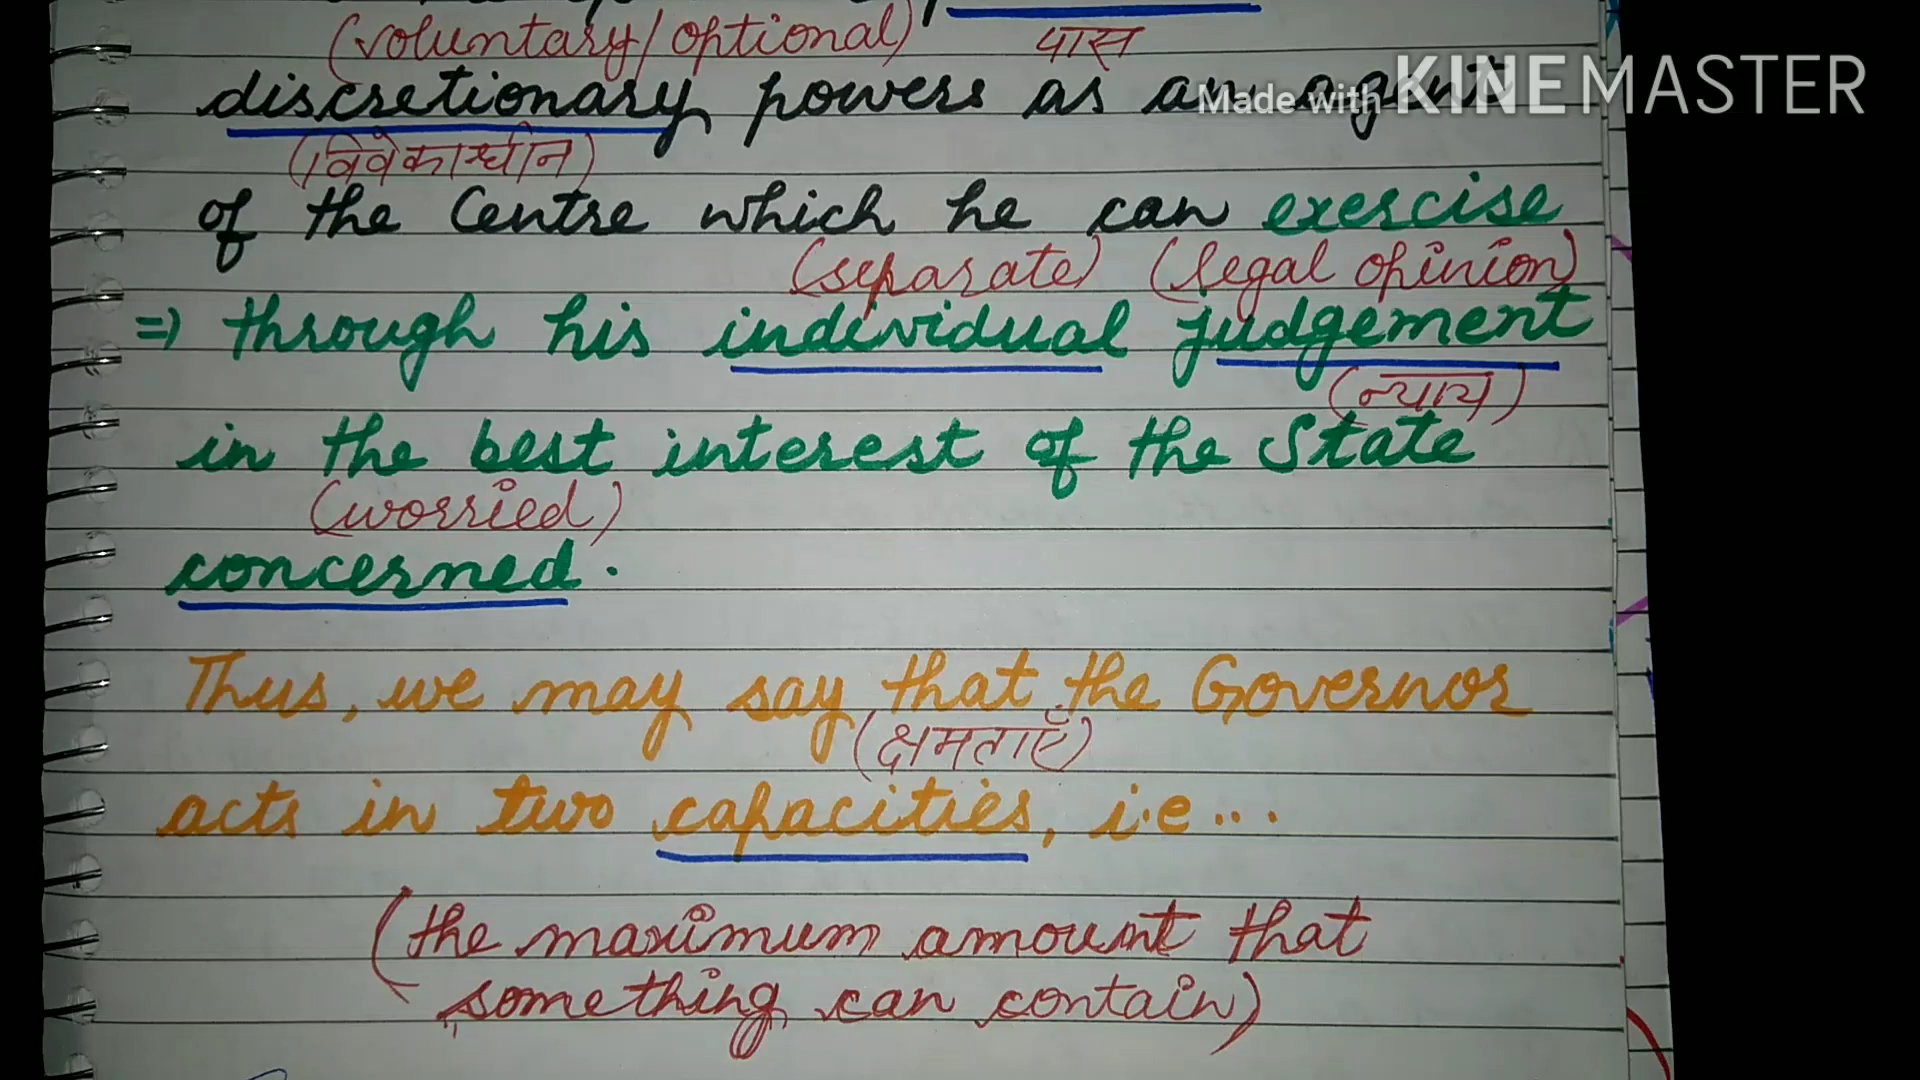 (voluntary/optional) पास
discretionary powers as an agent
Made with KINEMASTER
(विवेकाधीन)
of the Centre which he can exercise
(separate) (legal opinion)
=> through his individual judgement
(न्याय)
in the best interest of the State
(worried)
concerned.
Thus, we may say that the Governor
(क्षमताएँ)
acts in two capacities, i.e...
(the maximum amount that
something can contain)